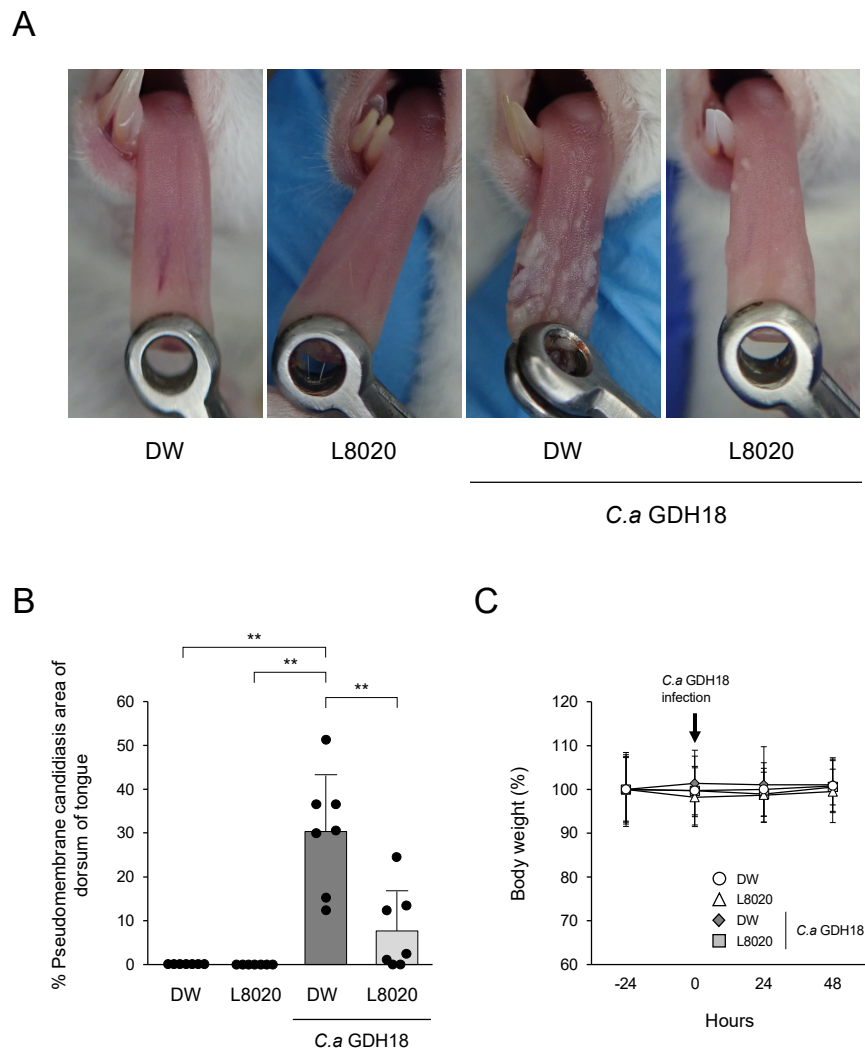 A
DW
L8020
DW
L8020
C.a GDH18
B
% Pseudomembrane candidiasis area of
dorsum of tongue
60
50
40
30
20
10
0
**
**
**
DW
L8020
DW
L8020
C.a GDH18
C
C.a GDH18
infection
Body weight (%)
120
110
100
90
80
70
60
DW
L8020
DW
L8020
C.a GDH18
-24
0
24
48
Hours